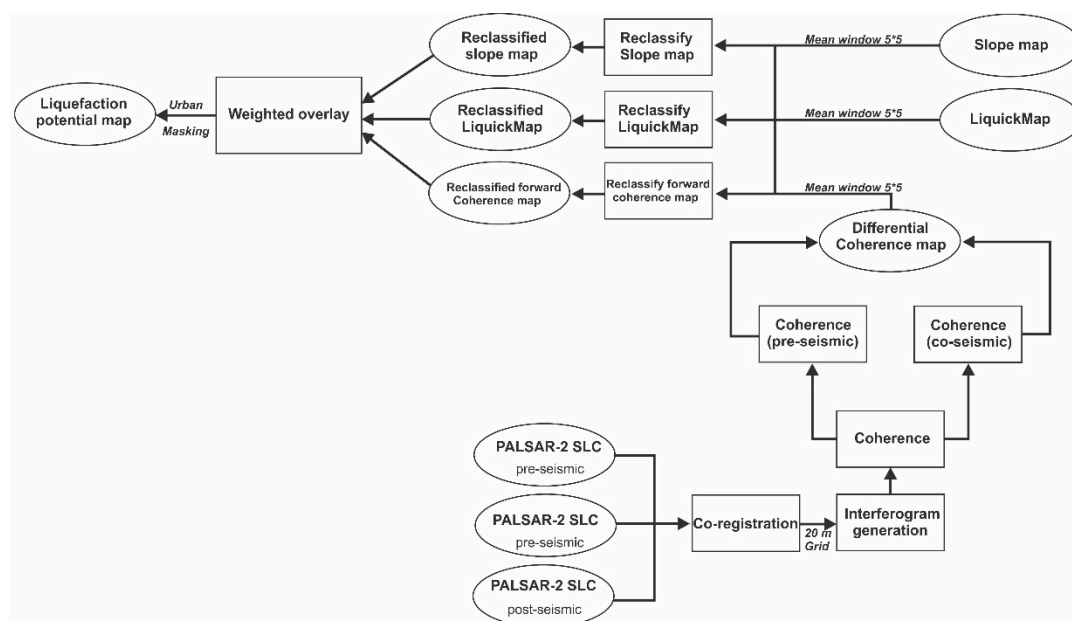 Reclassified
slope map
Reclassify
Slope map
Mean window 5*5
Slope map
Liquefaction
potential map
Urban
Masking
Weighted overlay
Reclassified
LiquickMap
Reclassify
LiquickMap
Mean window 5*5
LiquickMap
Reclassified forward
Coherence map
Reclassify forward
coherence map
Mean window 5*5
Differential
Coherence map
Coherence
(pre-seismic)
Coherence
(co-seismic)
Coherence
PALSAR-2 SLC
pre-seismic
PALSAR-2 SLC
pre-seismic
PALSAR-2 SLC
post-seismic
Co-registration
20 m
Grid
Interferogram
generation